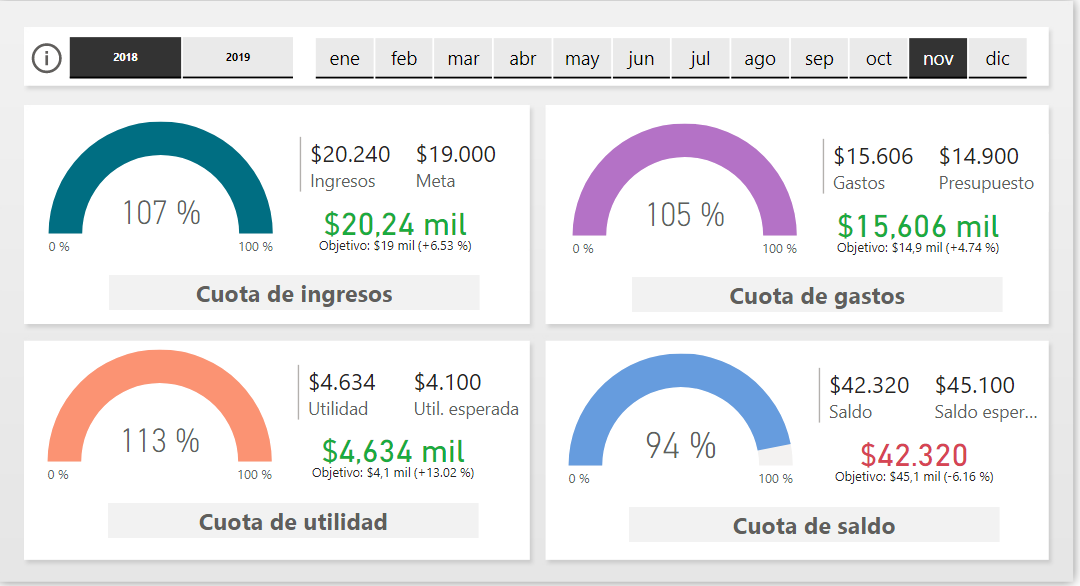 i 2018 2019 ene feb mar abr may jun jul ago sep oct nov dic
107 %
0 % 100 %
$20.240 $19.000
Ingresos Meta
$20,24 mil
Objetivo: $19 mil (+6.53 %)
Cuota de ingresos
105 %
0 % 100 %
$15.606 $14.900
Gastos Presupuesto
$15,606 mil
Objetivo: $14,9 mil (+4.74 %)
Cuota de gastos
113 %
0 % 100 %
$4.634 $4.100
Utilidad Util. esperada
$4,634 mil
Objetivo: $4,1 mil (+13.02 %)
Cuota de utilidad
94 %
0 % 100 %
$42.320 $45.100
Saldo Saldo esper...
$42.320
Objetivo: $45,1 mil (-6.16 %)
Cuota de saldo